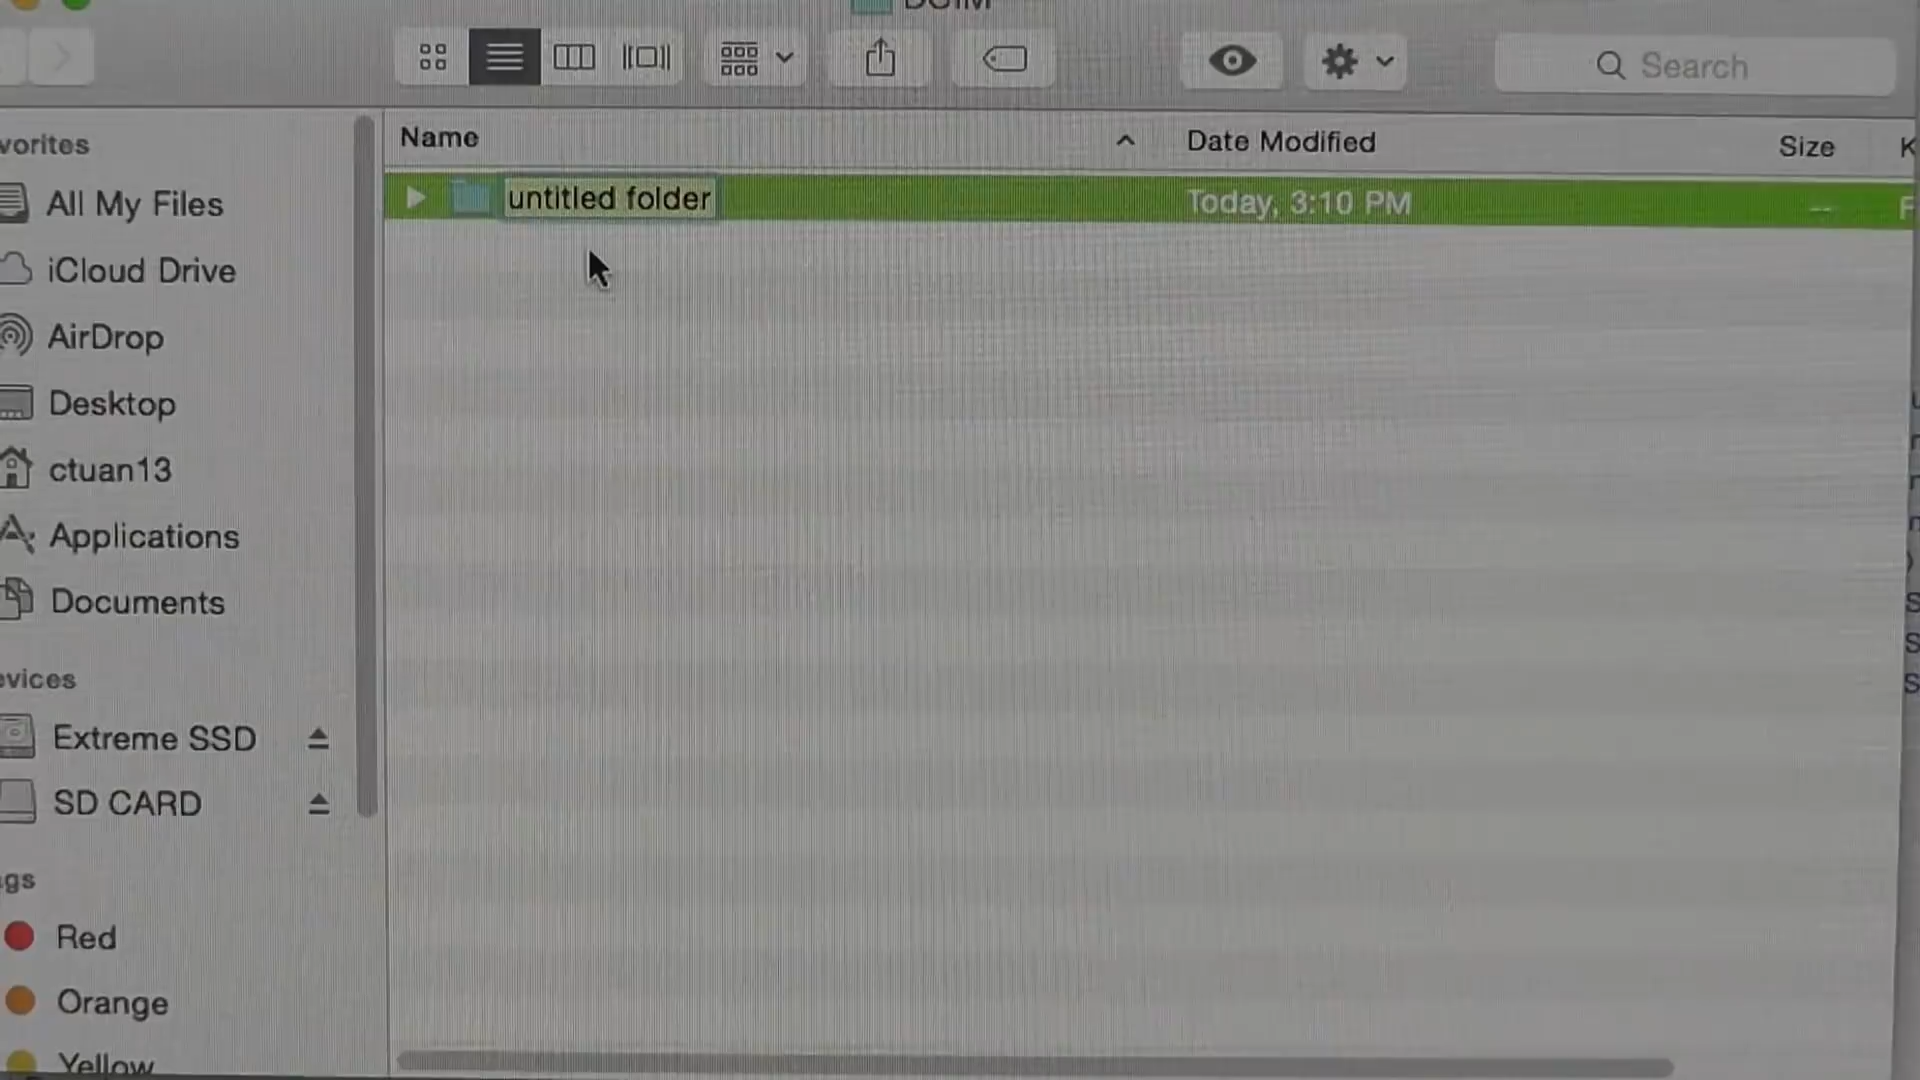 Search
Name
Date Modified
Size
vorites
untitled folder
Today, 3:10 PM
--
All My Files
iCloud Drive
AirDrop
Desktop
ctuan13
Applications
Documents
evices
Extreme SSD
SD CARD
gs
Red
Orange
Yellow